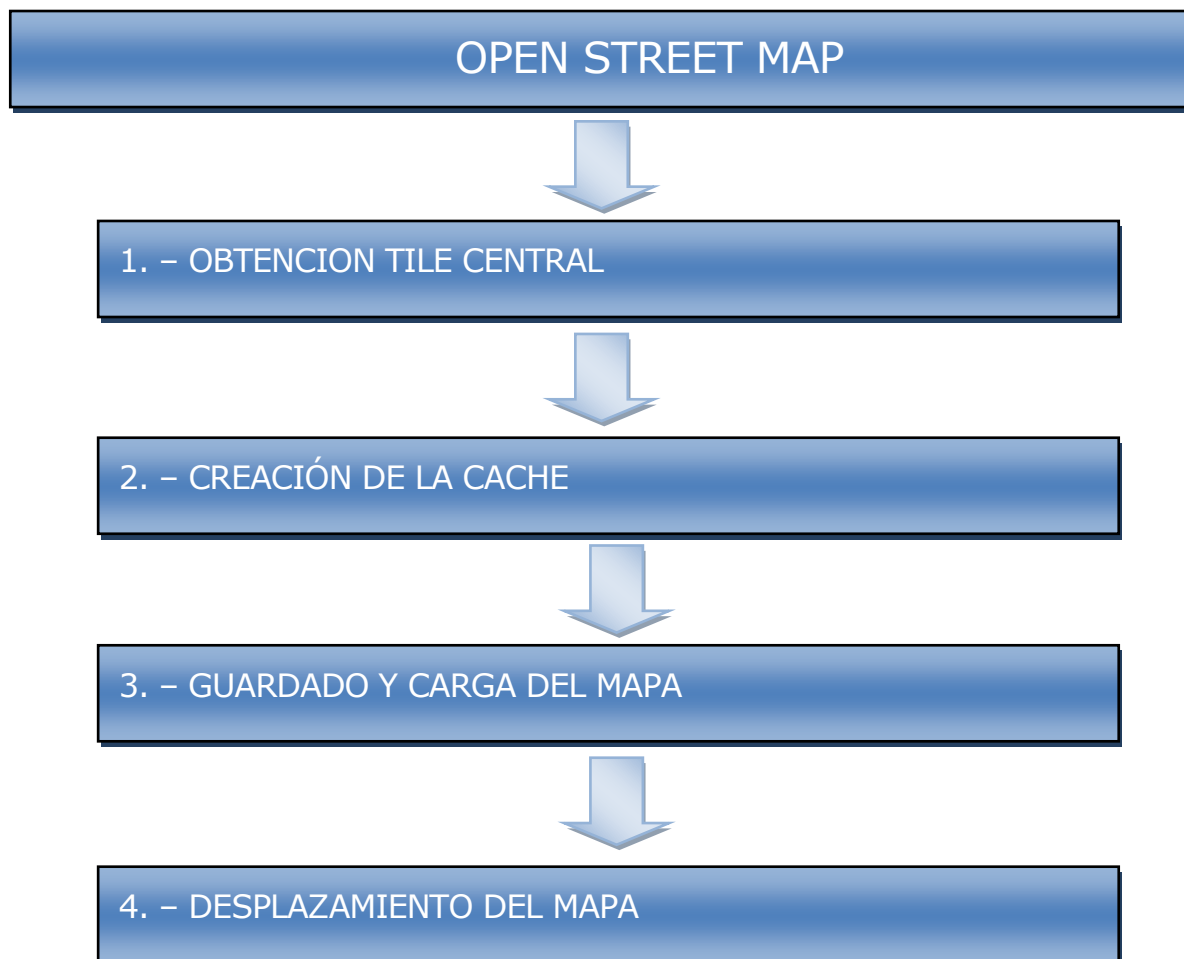 OPEN STREET MAP
1. – OBTENCION TILE CENTRAL
2. – CREACIÓN DE LA CACHE
3. – GUARDADO Y CARGA DEL MAPA
4. – DESPLAZAMIENTO DEL MAPA